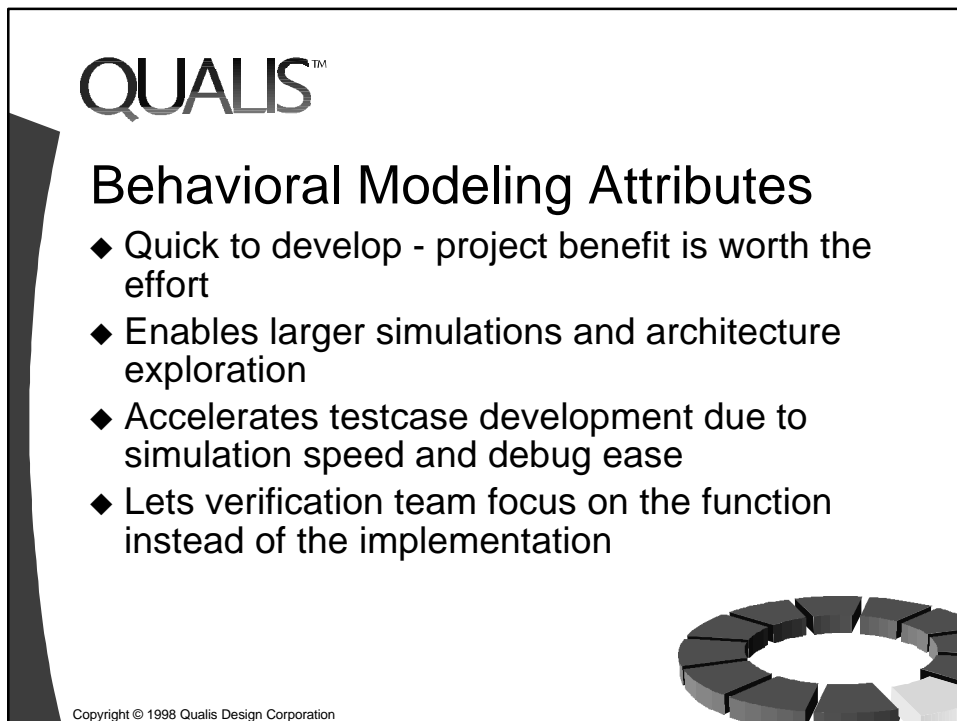 QUALIS™
Behavioral Modeling Attributes
◆ Quick to develop - project benefit is worth the
effort
◆ Enables larger simulations and architecture
exploration
◆ Accelerates testcase development due to
simulation speed and debug ease
◆ Lets verification team focus on the function
instead of the implementation
Copyright © 1998 Qualis Design Corporation